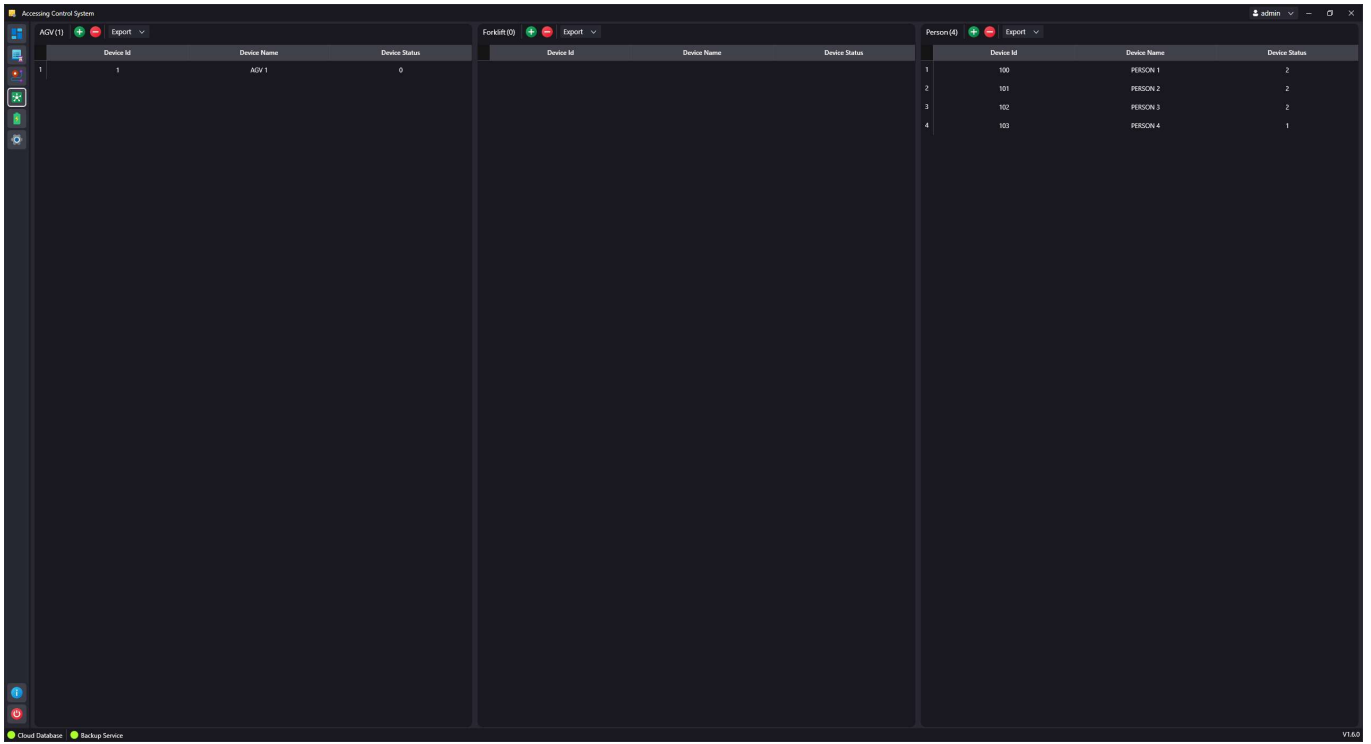 Accessing Control System
admin
AGV (1) Export
Device Id Device Name Device Status
1 1 AGV 1 0
Forklift (0) Export
Device Id Device Name Device Status
Person (4) Export
Device Id Device Name Device Status
1 100 PERSON 1 2
2 101 PERSON 2 2
3 102 PERSON 3 2
4 103 PERSON 4 1
Cloud Database Backup Service
V1.6.0